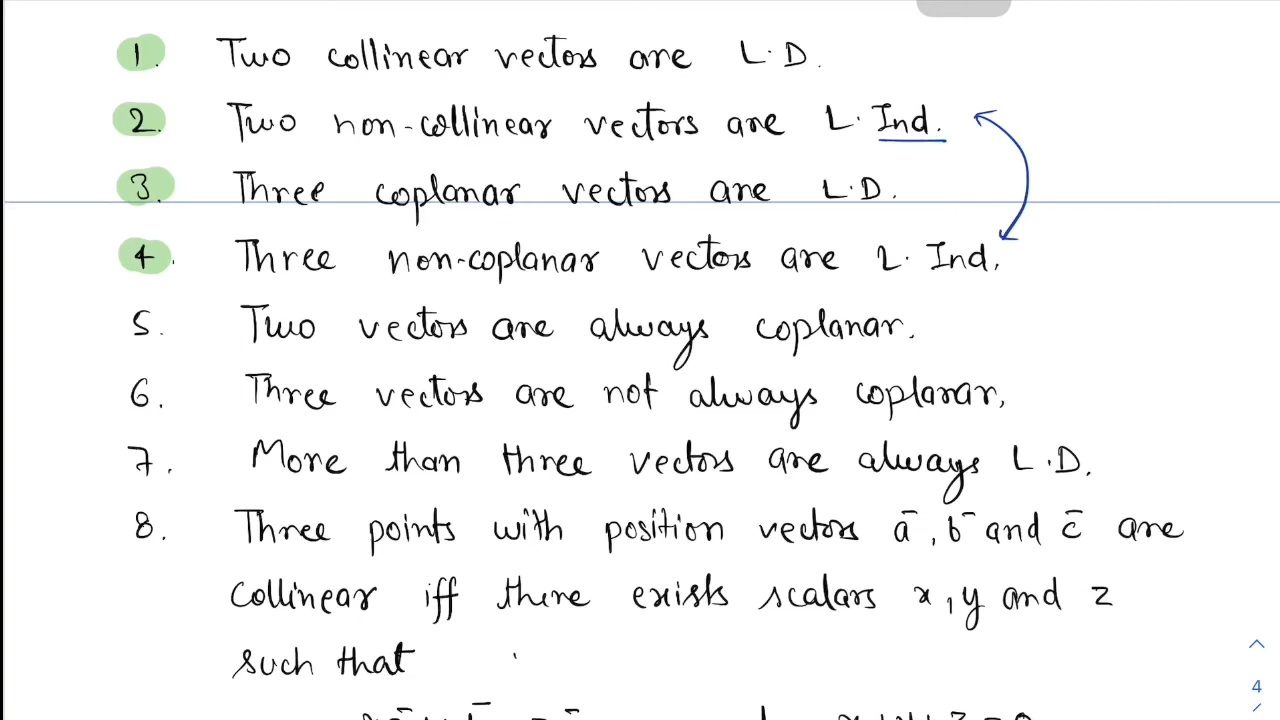 1. Two collinear vectors are L.D.
2. Two non-collinear vectors are L. Ind.
3. Three coplanar vectors are L.D.
4. Three non-coplanar vectors are L. Ind.
5. Two vectors are always coplanar.
6. Three vectors are not always coplanar.
7. More than three vectors are always L.D.
8. Three points with position vectors a̅, b̅ and c̅ are
collinear iff there exists scalars x, y and z
such that
4